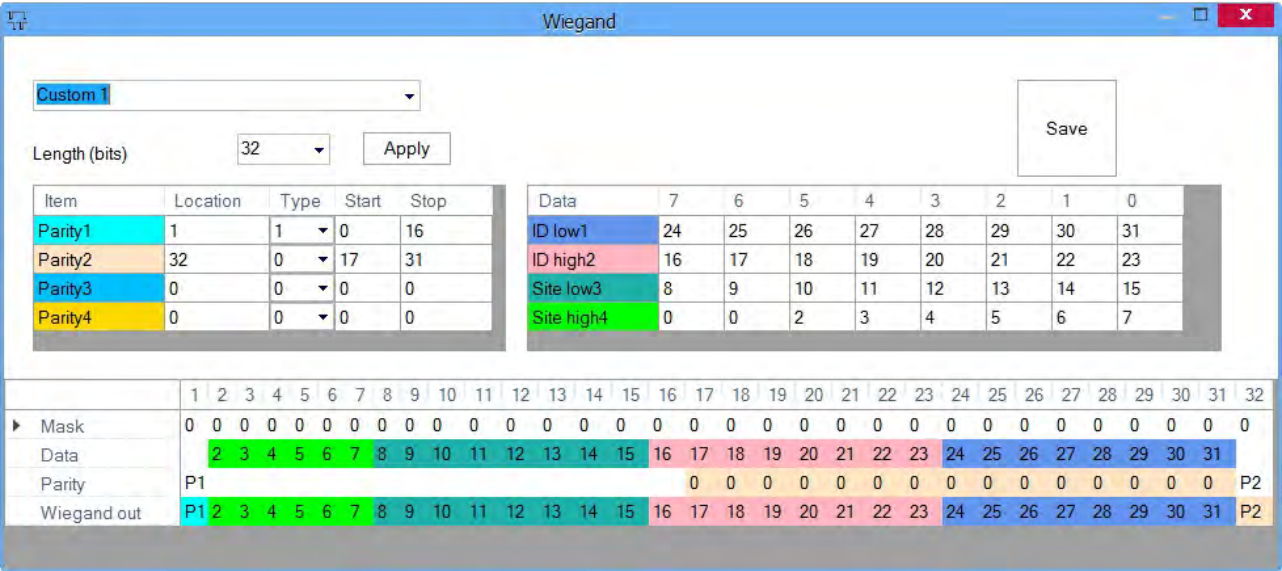 Wiegand
Custom 1
Save
Length (bits) 32 Apply
Item Location Type Start Stop
Parity1 1 1 0 16
Parity2 32 0 17 31
Parity3 0 0 0 0
Parity4 0 0 0 0
Data 7 6 5 4 3 2 1 0
ID low1 24 25 26 27 28 29 30 31
ID high2 16 17 18 19 20 21 22 23
Site low3 8 9 10 11 12 13 14 15
Site high4 0 0 2 3 4 5 6 7
1 2 3 4 5 6 7 8 9 10 11 12 13 14 15 16 17 18 19 20 21 22 23 24 25 26 27 28 29 30 31 32
Mask 0 0 0 0 0 0 0 0 0 0 0 0 0 0 0 0 0 0 0 0 0 0 0 0 0 0 0 0 0 0 0 0
Data 2 3 4 5 6 7 8 9 10 11 12 13 14 15 16 17 18 19 20 21 22 23 24 25 26 27 28 29 30 31
Parity P1 0 0 0 0 0 0 0 0 0 0 0 0 0 0 0 P2
Wiegand out P1 2 3 4 5 6 7 8 9 10 11 12 13 14 15 16 17 18 19 20 21 22 23 24 25 26 27 28 29 30 31 P2